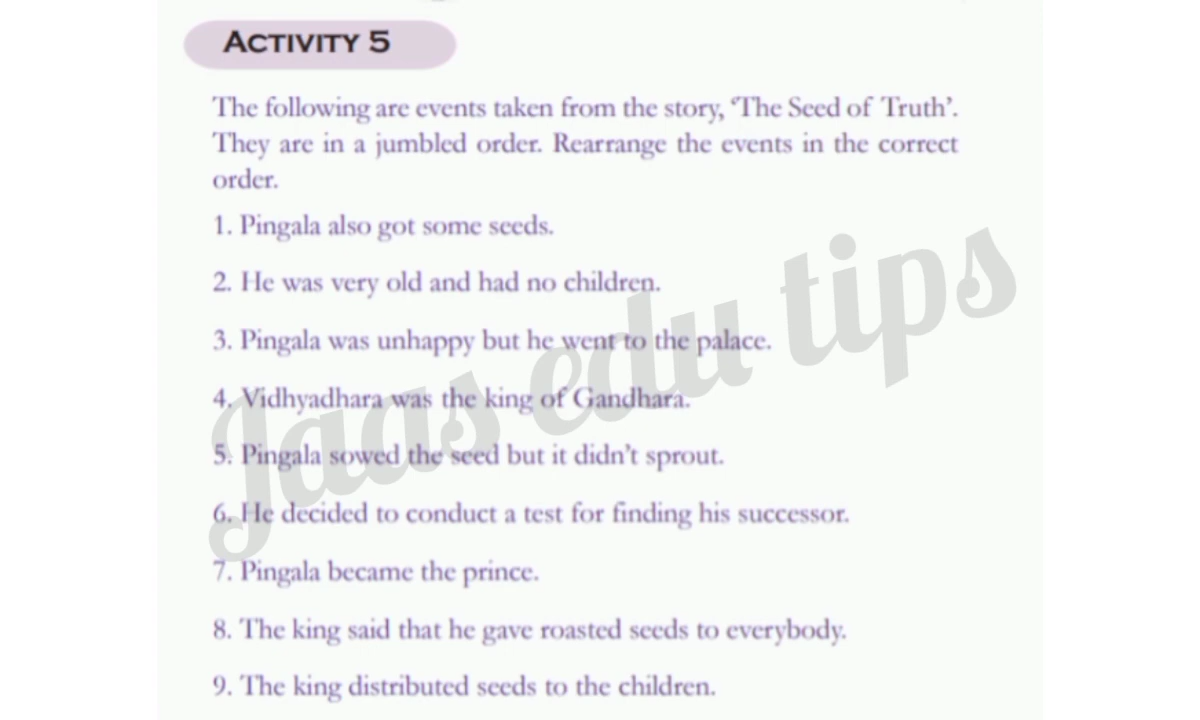 ACTIVITY 5
The following are events taken from the story, ‘The Seed of Truth’.
They are in a jumbled order. Rearrange the events in the correct
order.
1. Pingala also got some seeds.
2. He was very old and had no children.
3. Pingala was unhappy but he went to the palace.
4. Vidhyadhara was the king of Gandhara.
5. Pingala sowed the seed but it didn’t sprout.
6. He decided to conduct a test for finding his successor.
7. Pingala became the prince.
8. The king said that he gave roasted seeds to everybody.
9. The king distributed seeds to the children.
Jaas edu tips